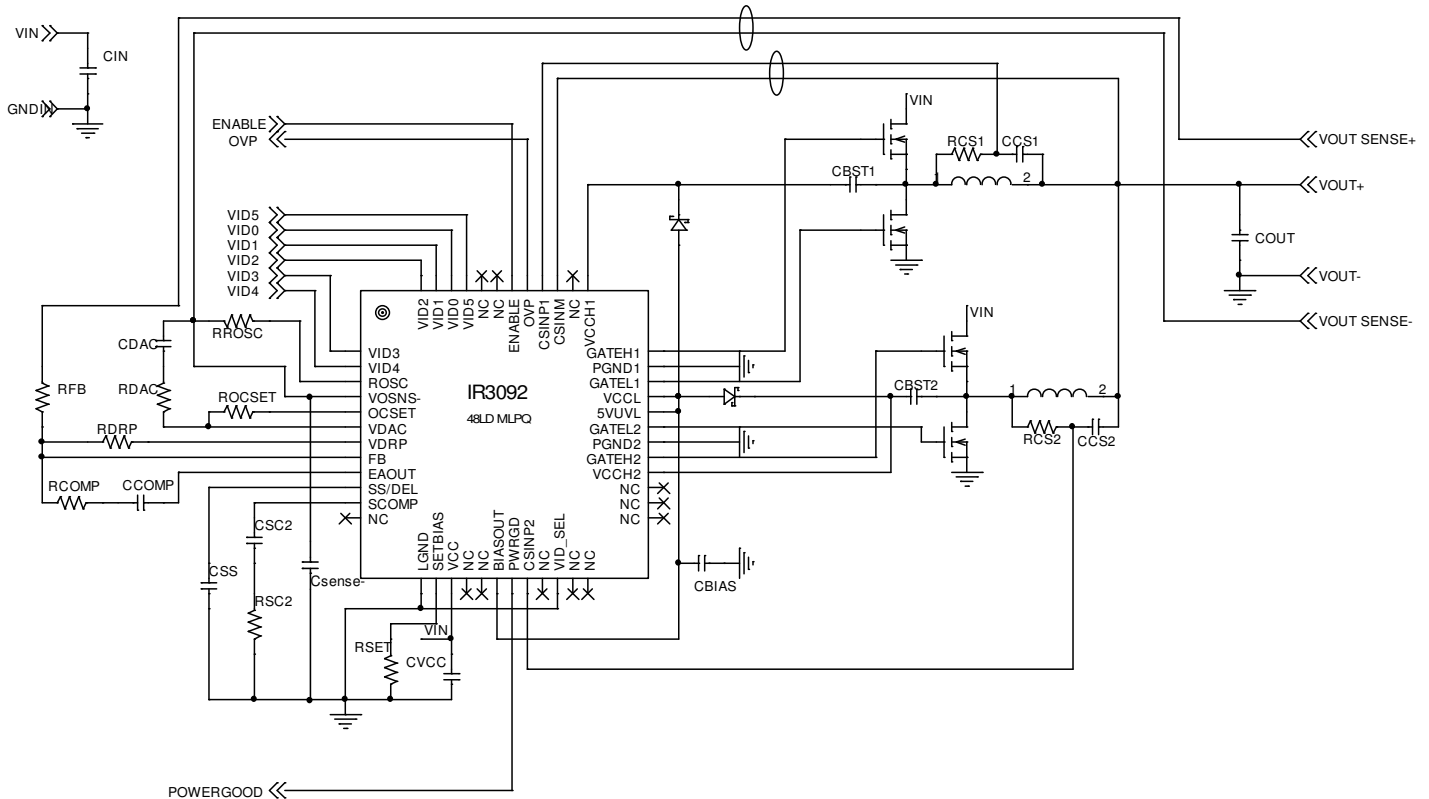 VIN
CIN
GNDIN
ENABLE
OVP
VIN
RCS1
CCS1
VOUT SENSE+
CBST1
1
2
VOUT+
VID5
VID0
VID1
VID2
VID3
VID4
COUT
VOUT-
VOUT SENSE-
VID2
VID1
VID0
VID5
NC
NC
ENABLE
OVP
CSINP1
CSINM
NC
VCCH1
VIN
CDAC
RROSC
RFB
RDAC
ROCSET
RDRP
RCOMP
CCOMP
VID3
VID4
ROSC
VOSNS-
OCSET
VDAC
VDRP
FB
EAOUT
SS/DEL
SCOMP
NC
IR3092
48LD MLPQ
GATEH1
PGND1
GATEL1
VCCL
5VUVL
GATEL2
PGND2
GATEH2
VCCH2
NC
NC
NC
CBST2
1
2
RCS2
CCS2
CSC2
CSS
RSC2
Csense-
LGND
SETBIAS
VCC
NC
NC
BIASOUT
PWRGD
CSINP2
NC
VID_SEL
NC
NC
CBIAS
VIN
RSET
CVCC
POWERGOOD